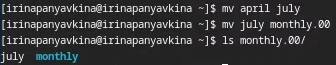 [irinapanyavkina@irinapanyavkina ~]$ mv april july
[irinapanyavkina@irinapanyavkina ~]$ mv july monthly.00
[irinapanyavkina@irinapanyavkina ~]$ ls monthly.00/
july  monthly